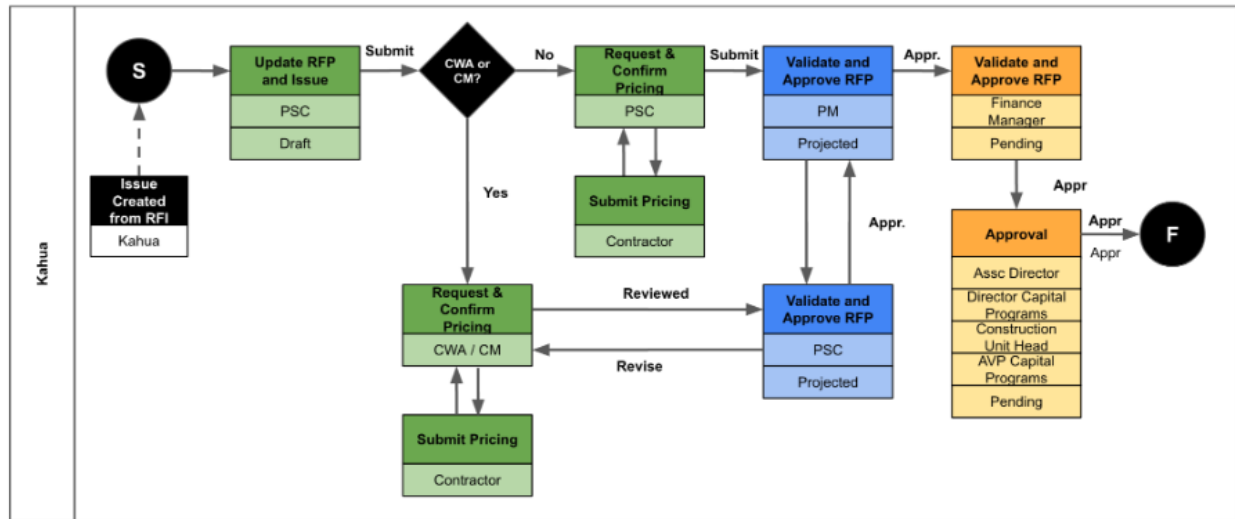 Kahua
S
Issue
Created
from RFI
Kahua
Update RFP
and Issue
PSC
Draft
Submit
CWA or
CM?
No
Yes
Request &
Confirm
Pricing
PSC
Submit Pricing
Contractor
Submit
Validate and
Approve RFP
PM
Projected
Appr.
Validate and
Approve RFP
Finance
Manager
Pending
Appr
Approval
Assc Director
Director Capital
Programs
Construction
Unit Head
AVP Capital
Programs
Pending
Appr
Appr
F
Request &
Confirm
Pricing
CWA / CM
Submit Pricing
Contractor
Reviewed
Revise
Validate and
Approve RFP
PSC
Projected
Appr.